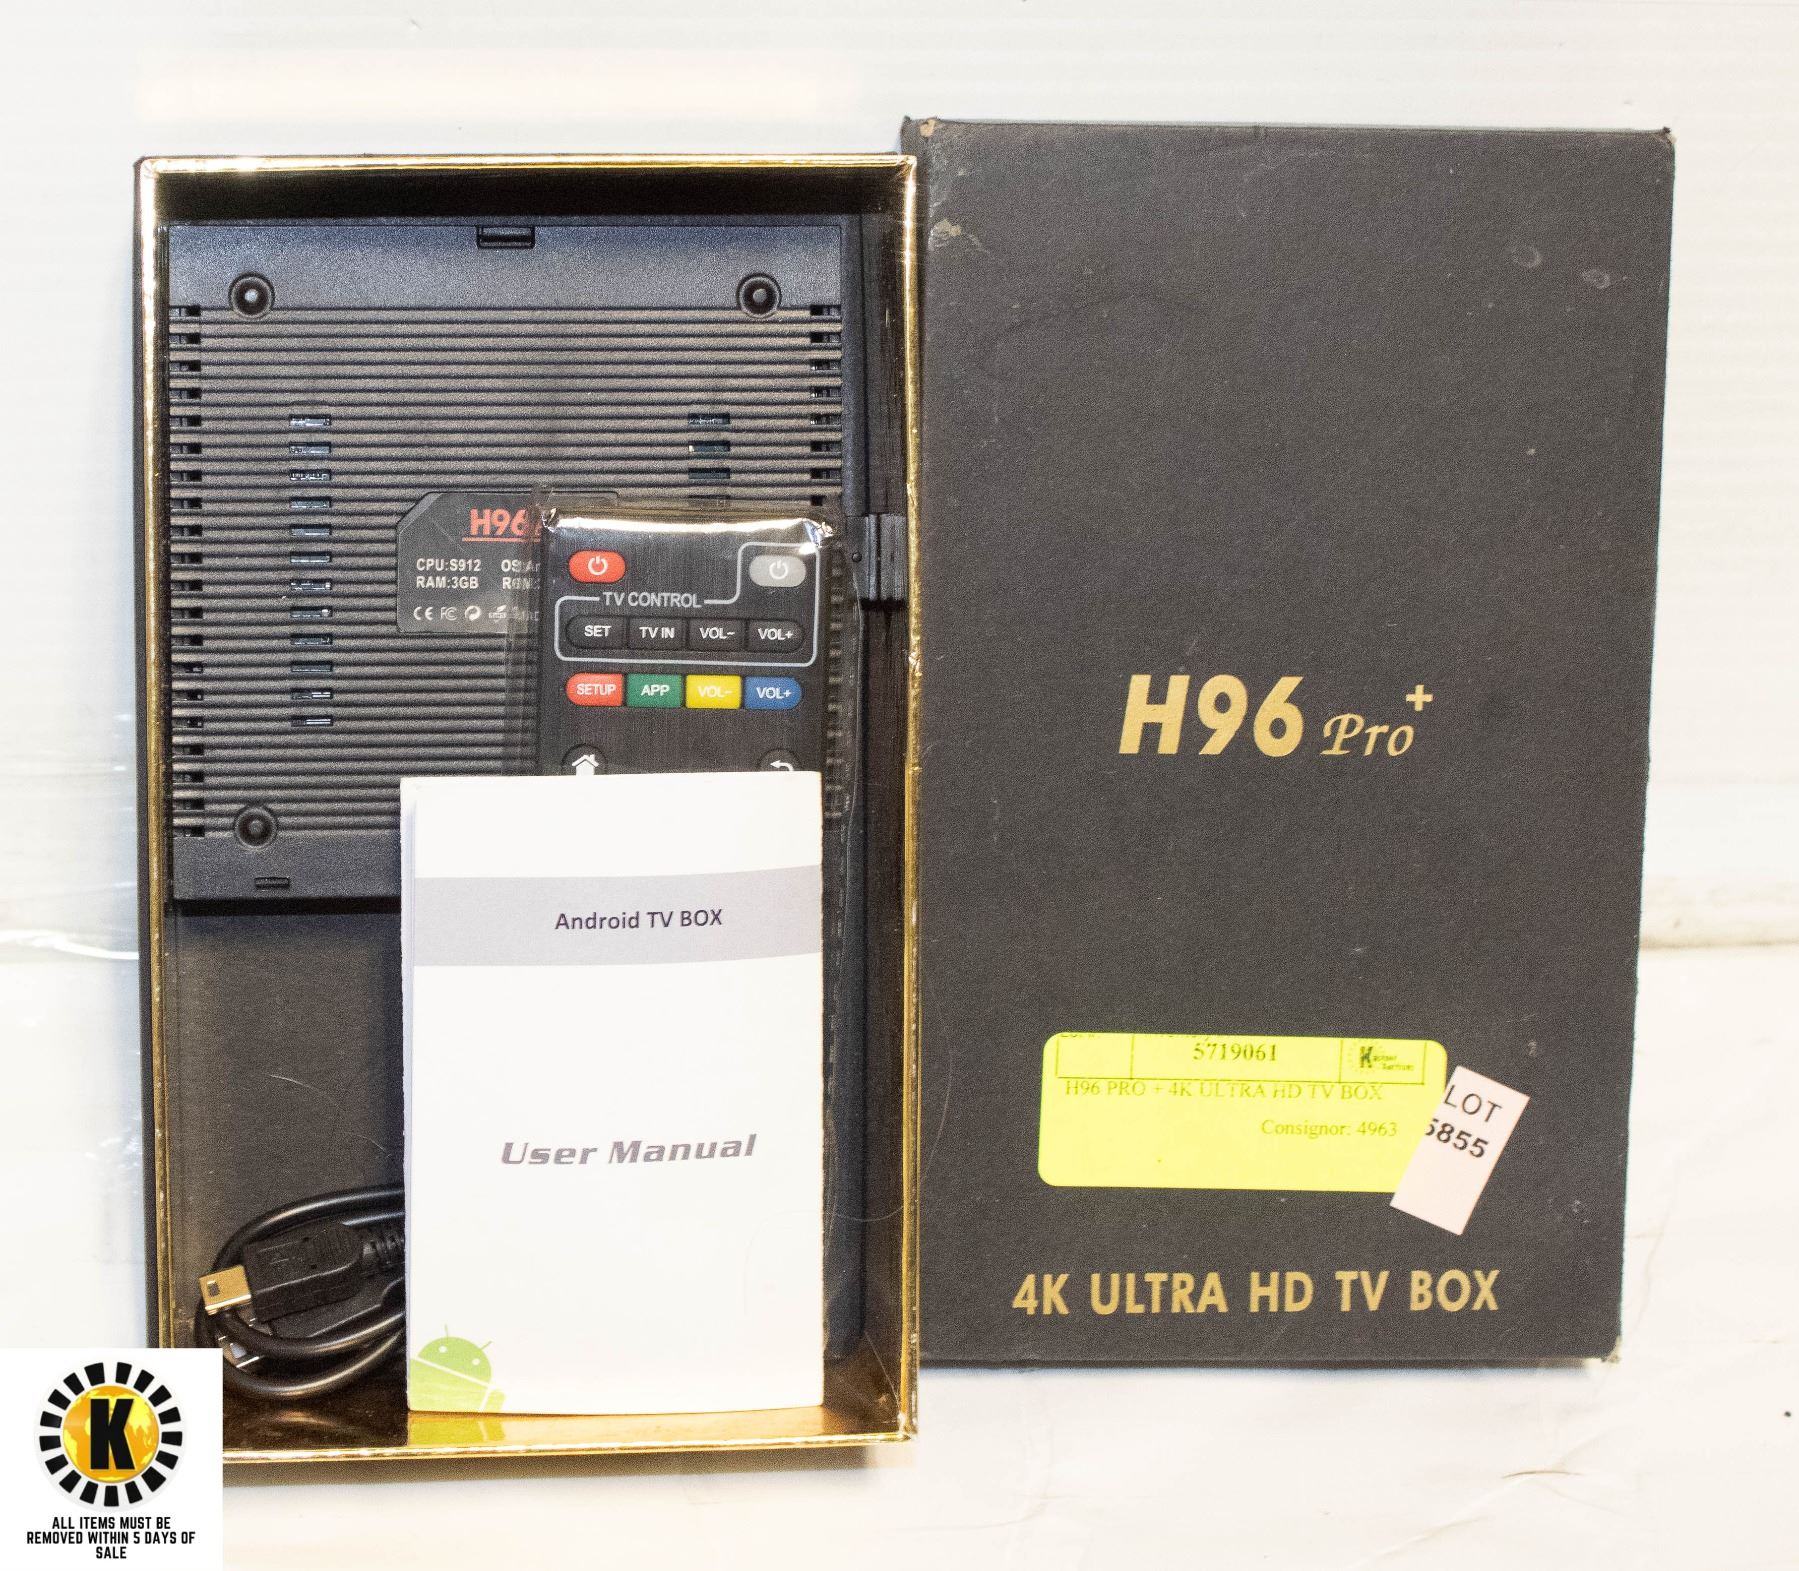 H96
CPU:S912
RAM:3GB
TV CONTROL
SET TV IN VOL- VOL+
SETUP APP VOL- VOL+
Android TV BOX
User Manual
H96 Pro+
5719061
H96 PRO + 4K ULTRA HD TV BOX
Consignor: 4963
LOT
5855
4K ULTRA HD TV BOX
K
ALL ITEMS MUST BE
REMOVED WITHIN 5 DAYS OF
SALE